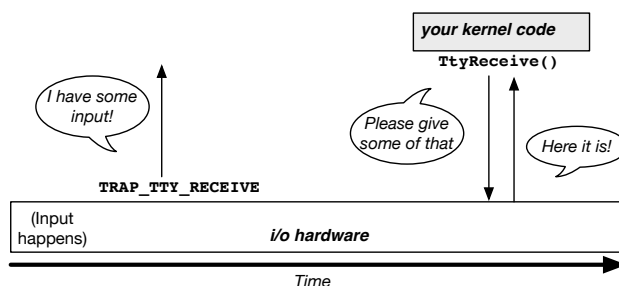 your kernel code
TtyReceive()
I have some
input!
Please give
some of that
Here it is!
TRAP_TTY_RECEIVE
(Input
happens)
i/o hardware
Time